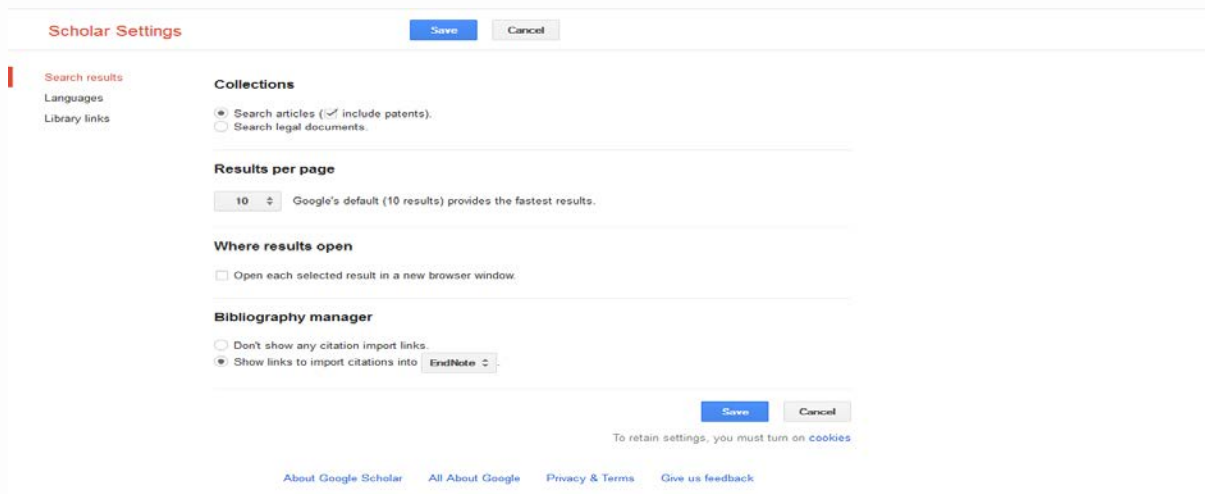 Scholar Settings
Save
Cancel
Search results
Languages
Library links
Collections
Search articles (include patents).
Search legal documents.
Results per page
10 Google's default (10 results) provides the fastest results.
Where results open
Open each selected result in a new browser window.
Bibliography manager
Don't show any citation import links.
Show links to import citations into EndNote .
Save
Cancel
To retain settings, you must turn on cookies
About Google Scholar All About Google Privacy & Terms Give us feedback